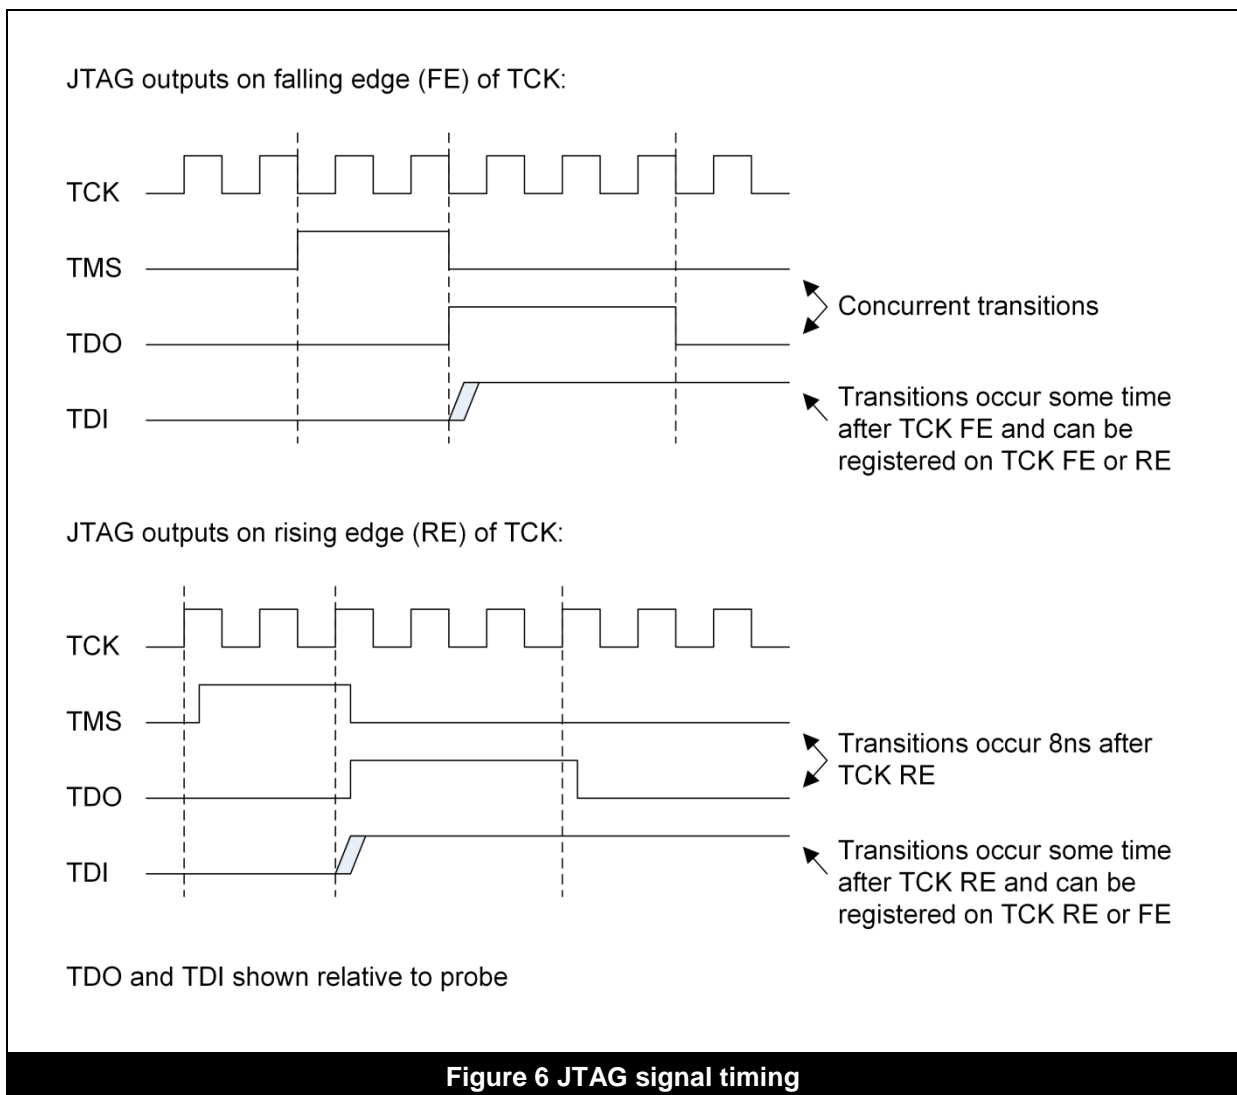 JTAG outputs on falling edge (FE) of TCK:
TCK
TMS
TDO
TDI
Concurrent transitions
Transitions occur some time
after TCK FE and can be
registered on TCK FE or RE
JTAG outputs on rising edge (RE) of TCK:
TCK
TMS
TDO
TDI
Transitions occur 8ns after
TCK RE
Transitions occur some time
after TCK RE and can be
registered on TCK RE or FE
TDO and TDI shown relative to probe
Figure 6 JTAG signal timing